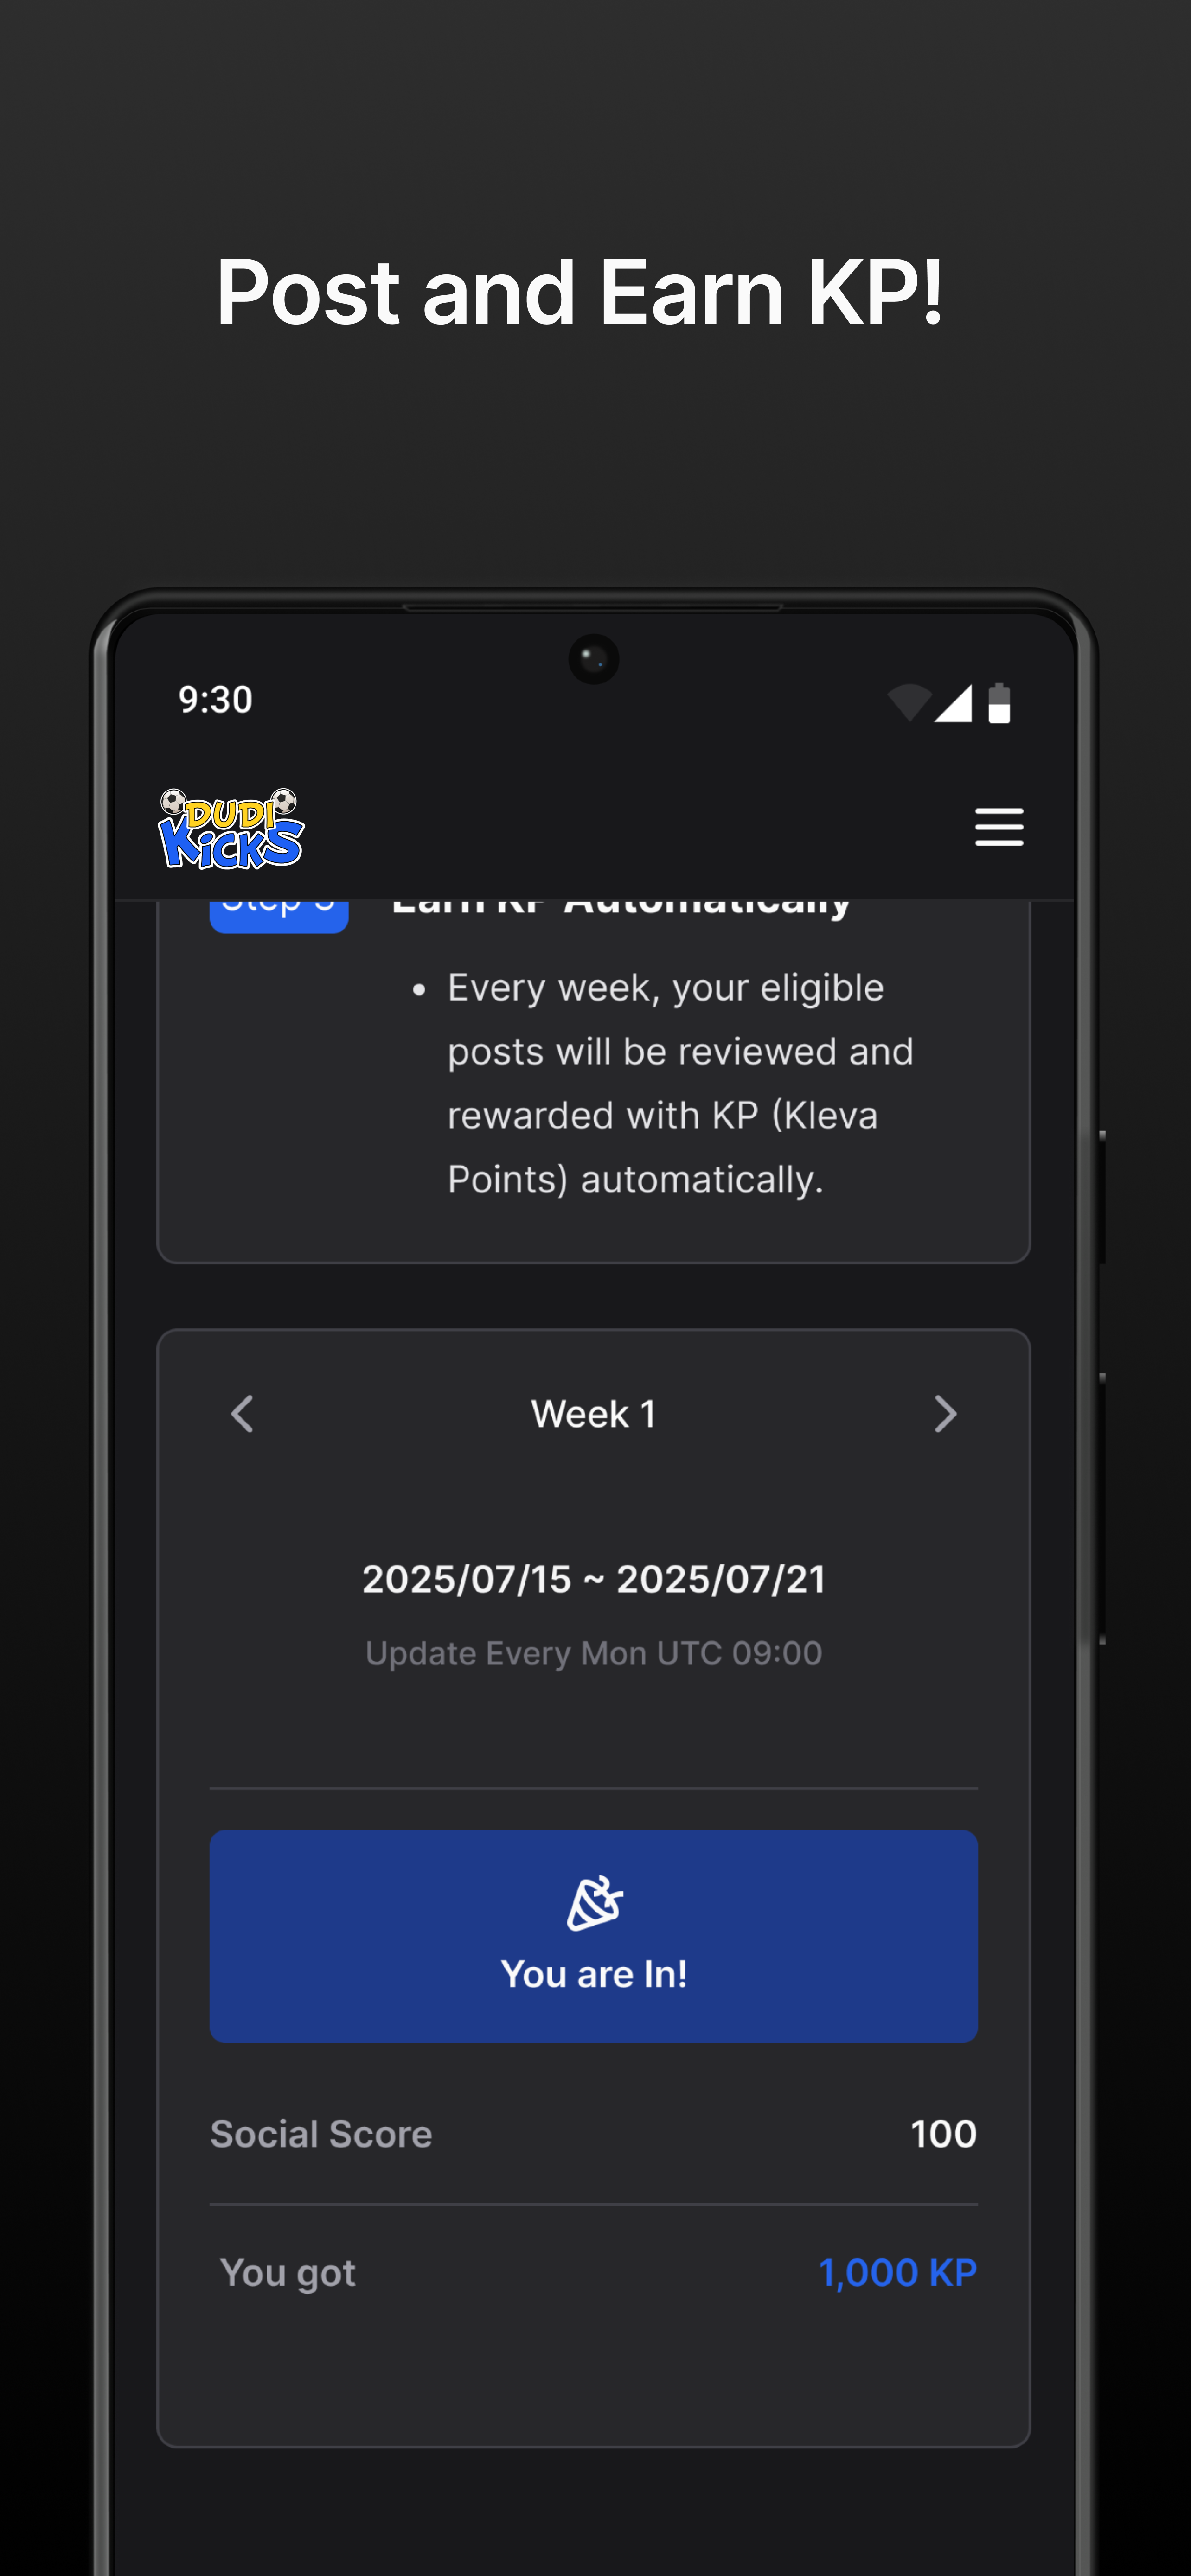 Post and Earn KP!
9:30
DUDI
KiCKS
Step 3
Earn KP Automatically
• Every week, your eligible
posts will be reviewed and
rewarded with KP (Kleva
Points) automatically.
Week 1
2025/07/15 ~ 2025/07/21
Update Every Mon UTC 09:00
You are In!
Social Score 100
You got 1,000 KP